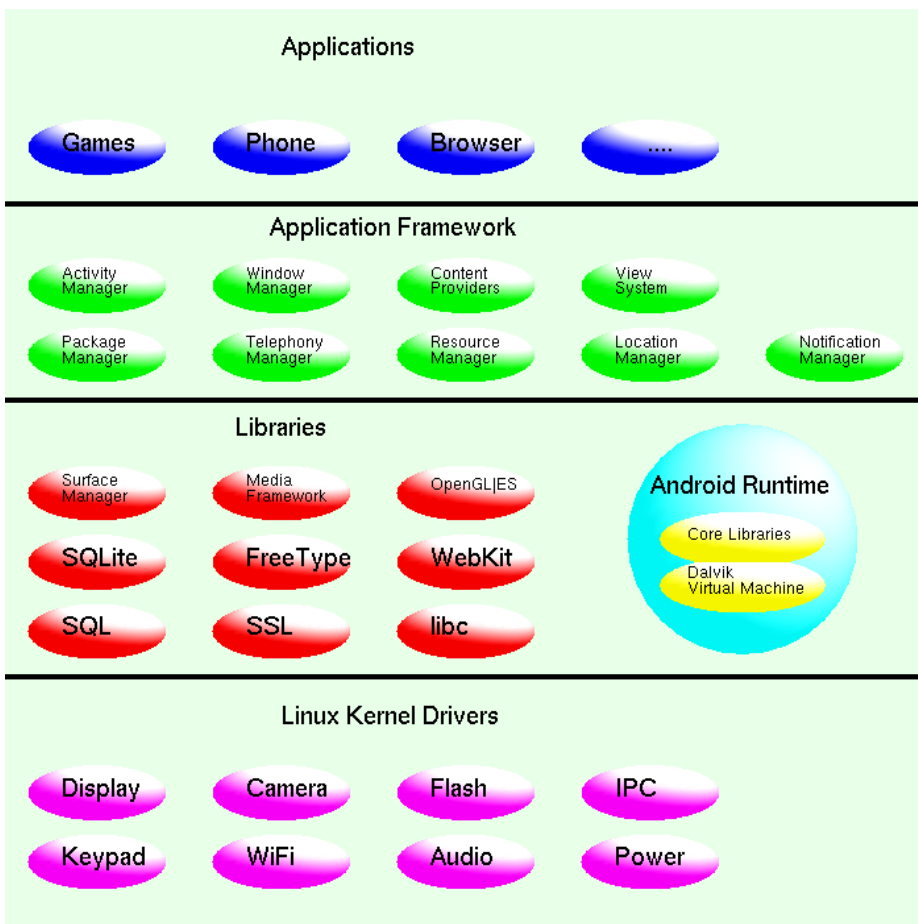 Applications
Games
Phone
Browser
....
Application Framework
Activity
Manager
Window
Manager
Content
Providers
View
System
Package
Manager
Telephony
Manager
Resource
Manager
Location
Manager
Notification
Manager
Libraries
Surface
Manager
Media
Framework
OpenGL|ES
SQLite
FreeType
WebKit
SQL
SSL
libc
Android Runtime
Core Libraries
Dalvik
Virtual Machine
Linux Kernel Drivers
Display
Camera
Flash
IPC
Keypad
WiFi
Audio
Power